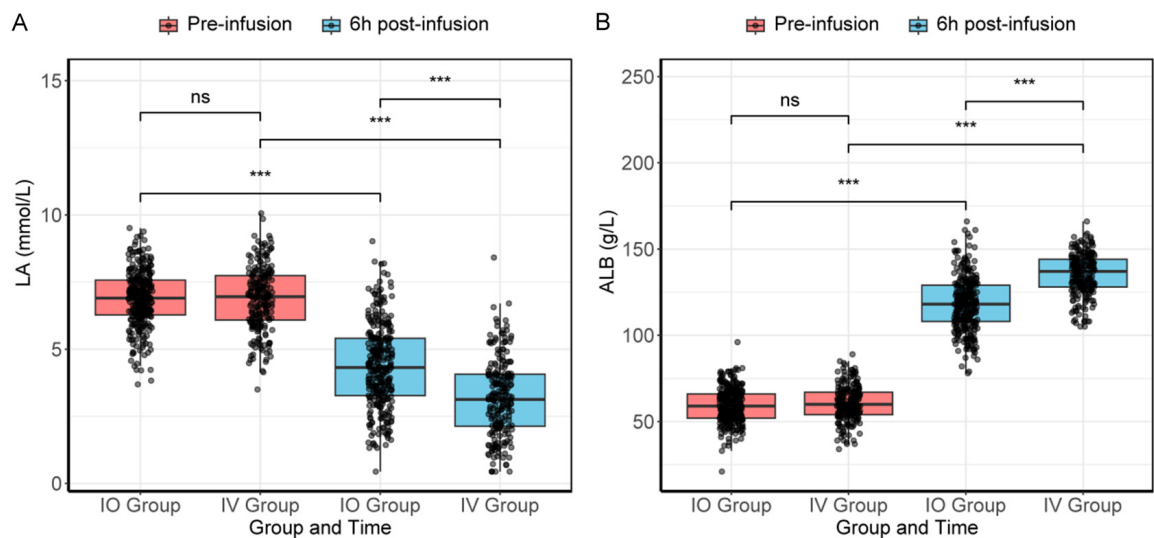 A
Pre-infusion 6h post-infusion
LA (mmol/L)
15
10
5
0
ns
***
***
***
IO Group IV Group IO Group IV Group
Group and Time
B
Pre-infusion 6h post-infusion
ALB (g/L)
250
200
150
100
50
ns
***
***
***
IO Group IV Group IO Group IV Group
Group and Time